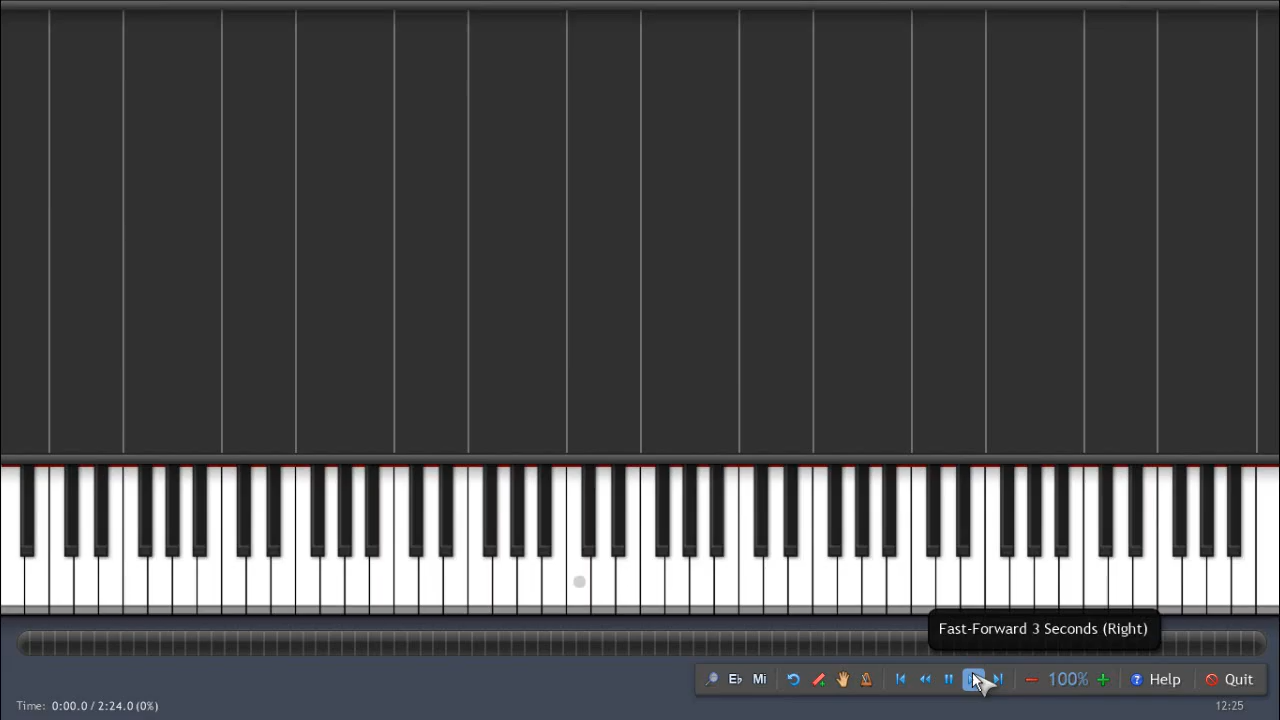 Fast-Forward 3 Seconds (Right)
Eb Mi 100% Help Quit
Time: 0:00.0 / 2:24.0 (0%) 12:25